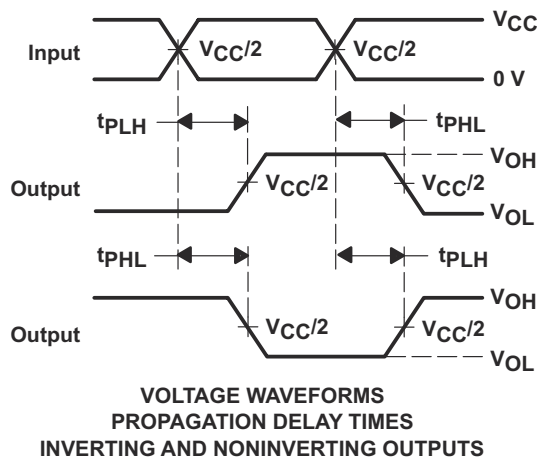 VCC
Input
VCC/2
VCC/2
0 V
tPLH
tPHL
VOH
Output
VCC/2
VCC/2
VOL
tPHL
tPLH
VOH
Output
VCC/2
VCC/2
VOL
VOLTAGE WAVEFORMS
PROPAGATION DELAY TIMES
INVERTING AND NONINVERTING OUTPUTS